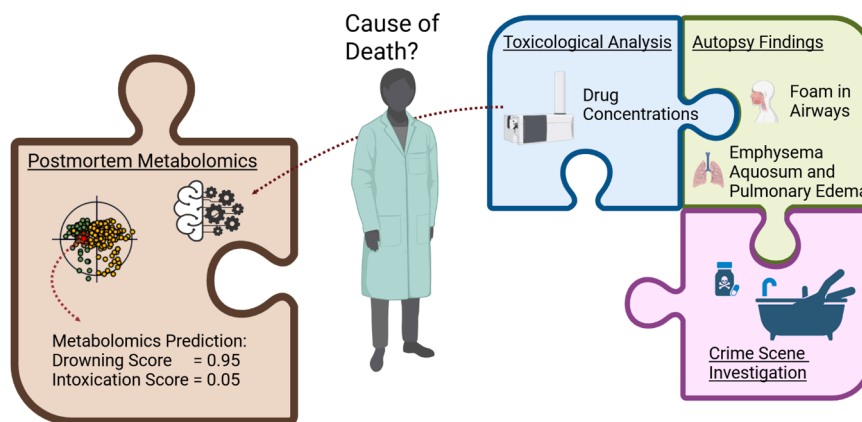 Cause of
Death?
Toxicological Analysis
Drug
Concentrations
Autopsy Findings
Foam in
Airways
Emphysema
Aquosum and
Pulmonary Edema
Postmortem Metabolomics
Metabolomics Prediction:
Drowning Score = 0.95
Intoxication Score = 0.05
Crime Scene
Investigation